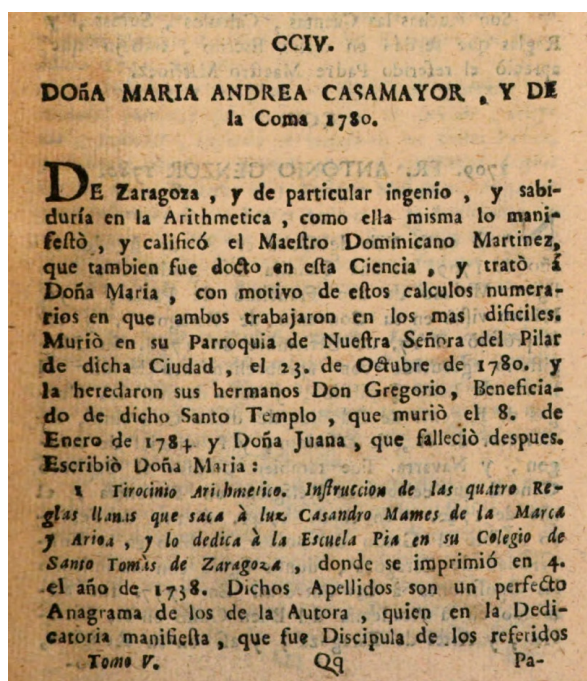 CCIV.
DOñA MARIA ANDREA CASAMAYOR , Y DE
la Coma 1780.
DE Zaragoza , y de particular ingenio , y sabi-
duría en la Arithmetica , como ella misma lo mani-
feſtò , y calificó el Maeſtro Dominicano Martinez,
que tambien fue docto en eſta Ciencia , y tratò á
Doña María , con motivo de eſtos calculos numera-
rios en que ambos trabajaron en los mas dificiles.
Murió en su Parroquia de Nueſtra Señora del Pilar
de dicha Ciudad , el 23. de Octubre de 1780. y
la heredaron sus hermanos Don Gregorio, Beneficia-
do de dicho Santo Templo , que murió el 8. de
Enero de 1784 y Doña Juana , que falleció despues.
Escribiò Doña Maria :
1 Tirocinio Arithmetico. Inſtruccion de las quatro Re-
glas llanas que saca à luz Casandro Mames de la Marca
y Arioa , y lo dedica à la Escuela Pia en su Colegio de
Santo Tomás de Zaragoza , donde se imprimió en 4.
el año de 1738. Dichos Apellidos son un perfecto
Anagrama de los de la Autora , quien en la Dedi-
catoria manifieſta , que fue Discipula de los referidos
Tomo V. Qq Pa-